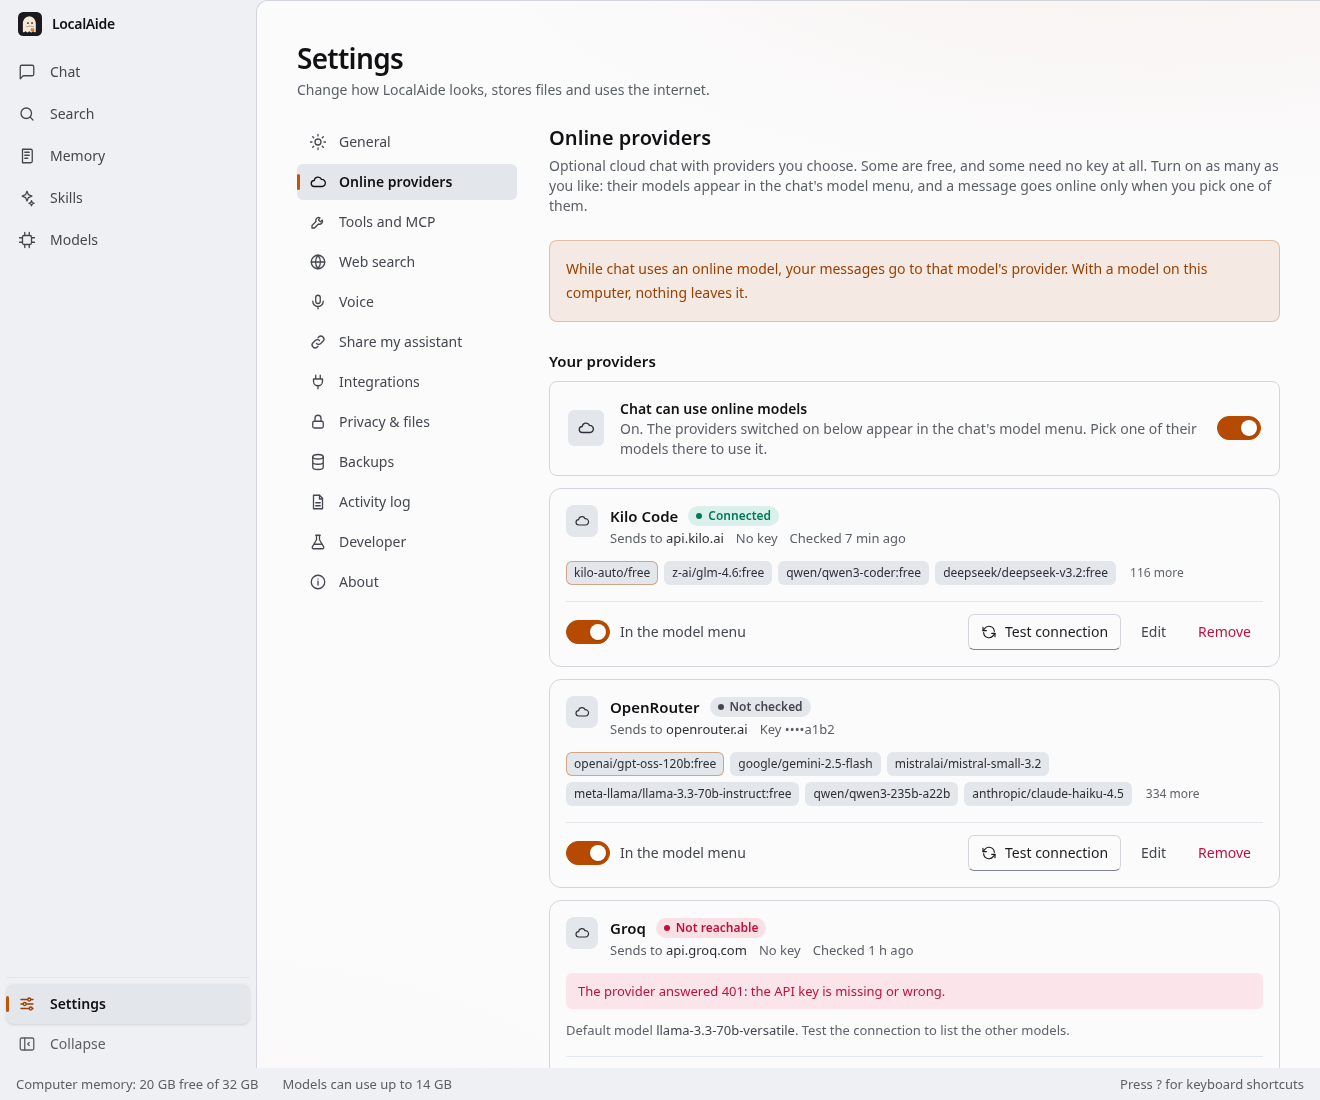 LocalAide
Chat
Search
Memory
Skills
Models
Settings
Collapse
Settings
Change how LocalAide looks, stores files and uses the internet.
General
Online providers
Tools and MCP
Web search
Voice
Share my assistant
Integrations
Privacy & files
Backups
Activity log
Developer
About
Online providers
Optional cloud chat with providers you choose. Some are free, and some need no key at all. Turn on as many as
you like: their models appear in the chat's model menu, and a message goes online only when you pick one of
them.
While chat uses an online model, your messages go to that model's provider. With a model on this
computer, nothing leaves it.
Your providers
Chat can use online models
On. The providers switched on below appear in the chat's model menu. Pick one of their
models there to use it.
Kilo Code Connected
Sends to api.kilo.ai No key Checked 7 min ago
kilo-auto/free z-ai/glm-4.6:free qwen/qwen3-coder:free deepseek/deepseek-v3.2:free 116 more
In the model menu Test connection Edit Remove
OpenRouter Not checked
Sends to openrouter.ai Key ••••a1b2
openai/gpt-oss-120b:free google/gemini-2.5-flash mistralai/mistral-small-3.2
meta-llama/llama-3.3-70b-instruct:free qwen/qwen3-235b-a22b anthropic/claude-haiku-4.5 334 more
In the model menu Test connection Edit Remove
Groq Not reachable
Sends to api.groq.com No key Checked 1 h ago
The provider answered 401: the API key is missing or wrong.
Default model llama-3.3-70b-versatile. Test the connection to list the other models.
Computer memory: 20 GB free of 32 GB Models can use up to 14 GB Press ? for keyboard shortcuts